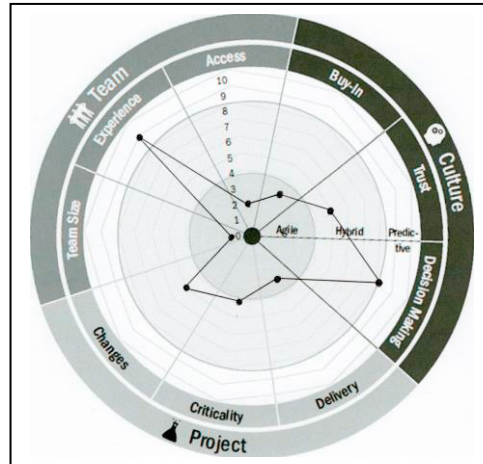 Team
Culture
Project
Access
Buy-In
Trust
Decision Making
Delivery
Criticality
Changes
Team Size
Experience
10
9
8
7
6
5
4
3
2
1
0
Agile
Hybrid
Predic-
tive